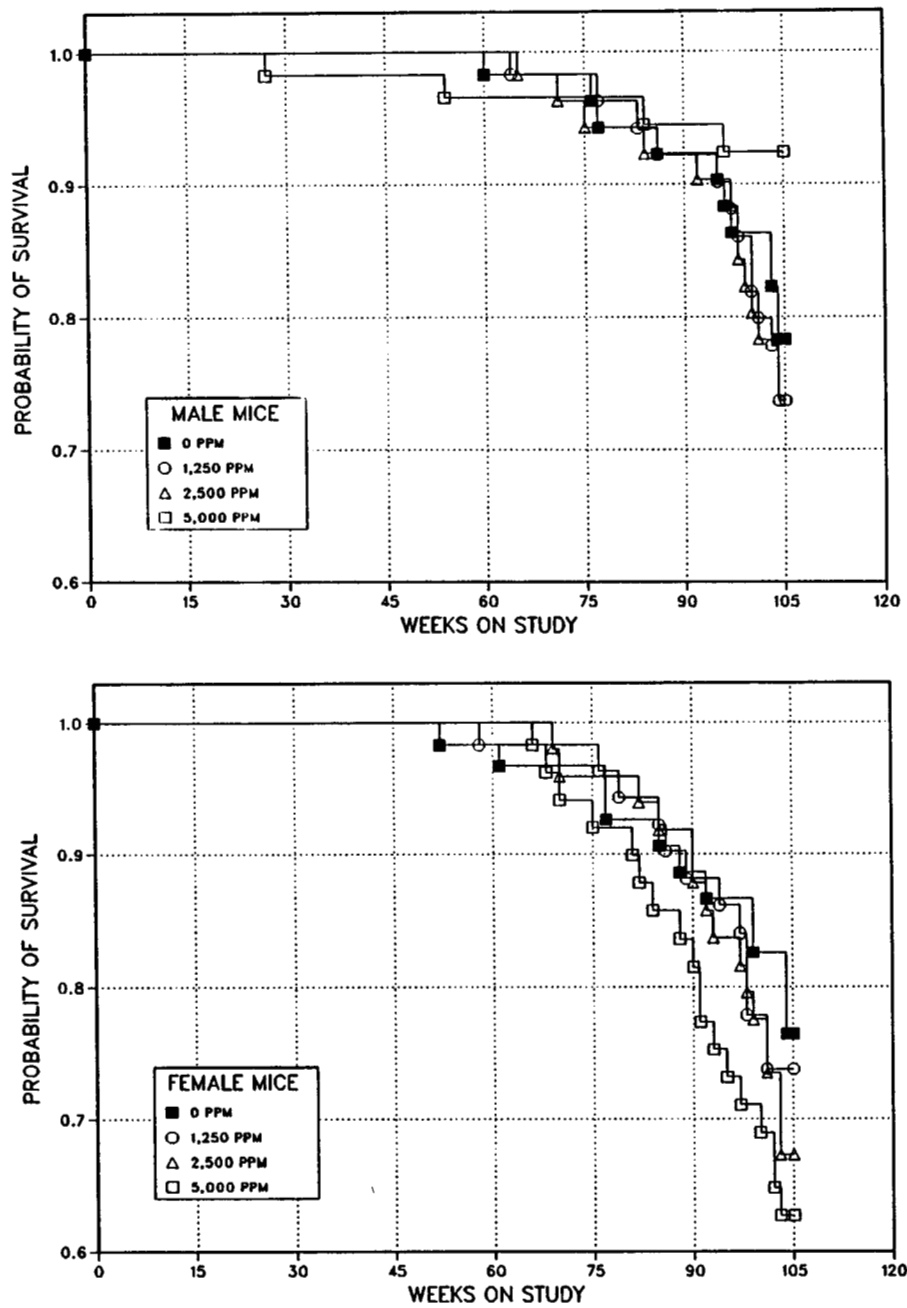 PROBABILITY OF SURVIVAL
1.0
0.9
0.8
0.7
0.6
MALE MICE
0 PPM
1,250 PPM
2,500 PPM
5,000 PPM
0 15 30 45 60 75 90 105 120
WEEKS ON STUDY
PROBABILITY OF SURVIVAL
1.0
0.9
0.8
0.7
0.6
FEMALE MICE
0 PPM
1,250 PPM
2,500 PPM
5,000 PPM
0 15 30 45 60 75 90 105 120
WEEKS ON STUDY